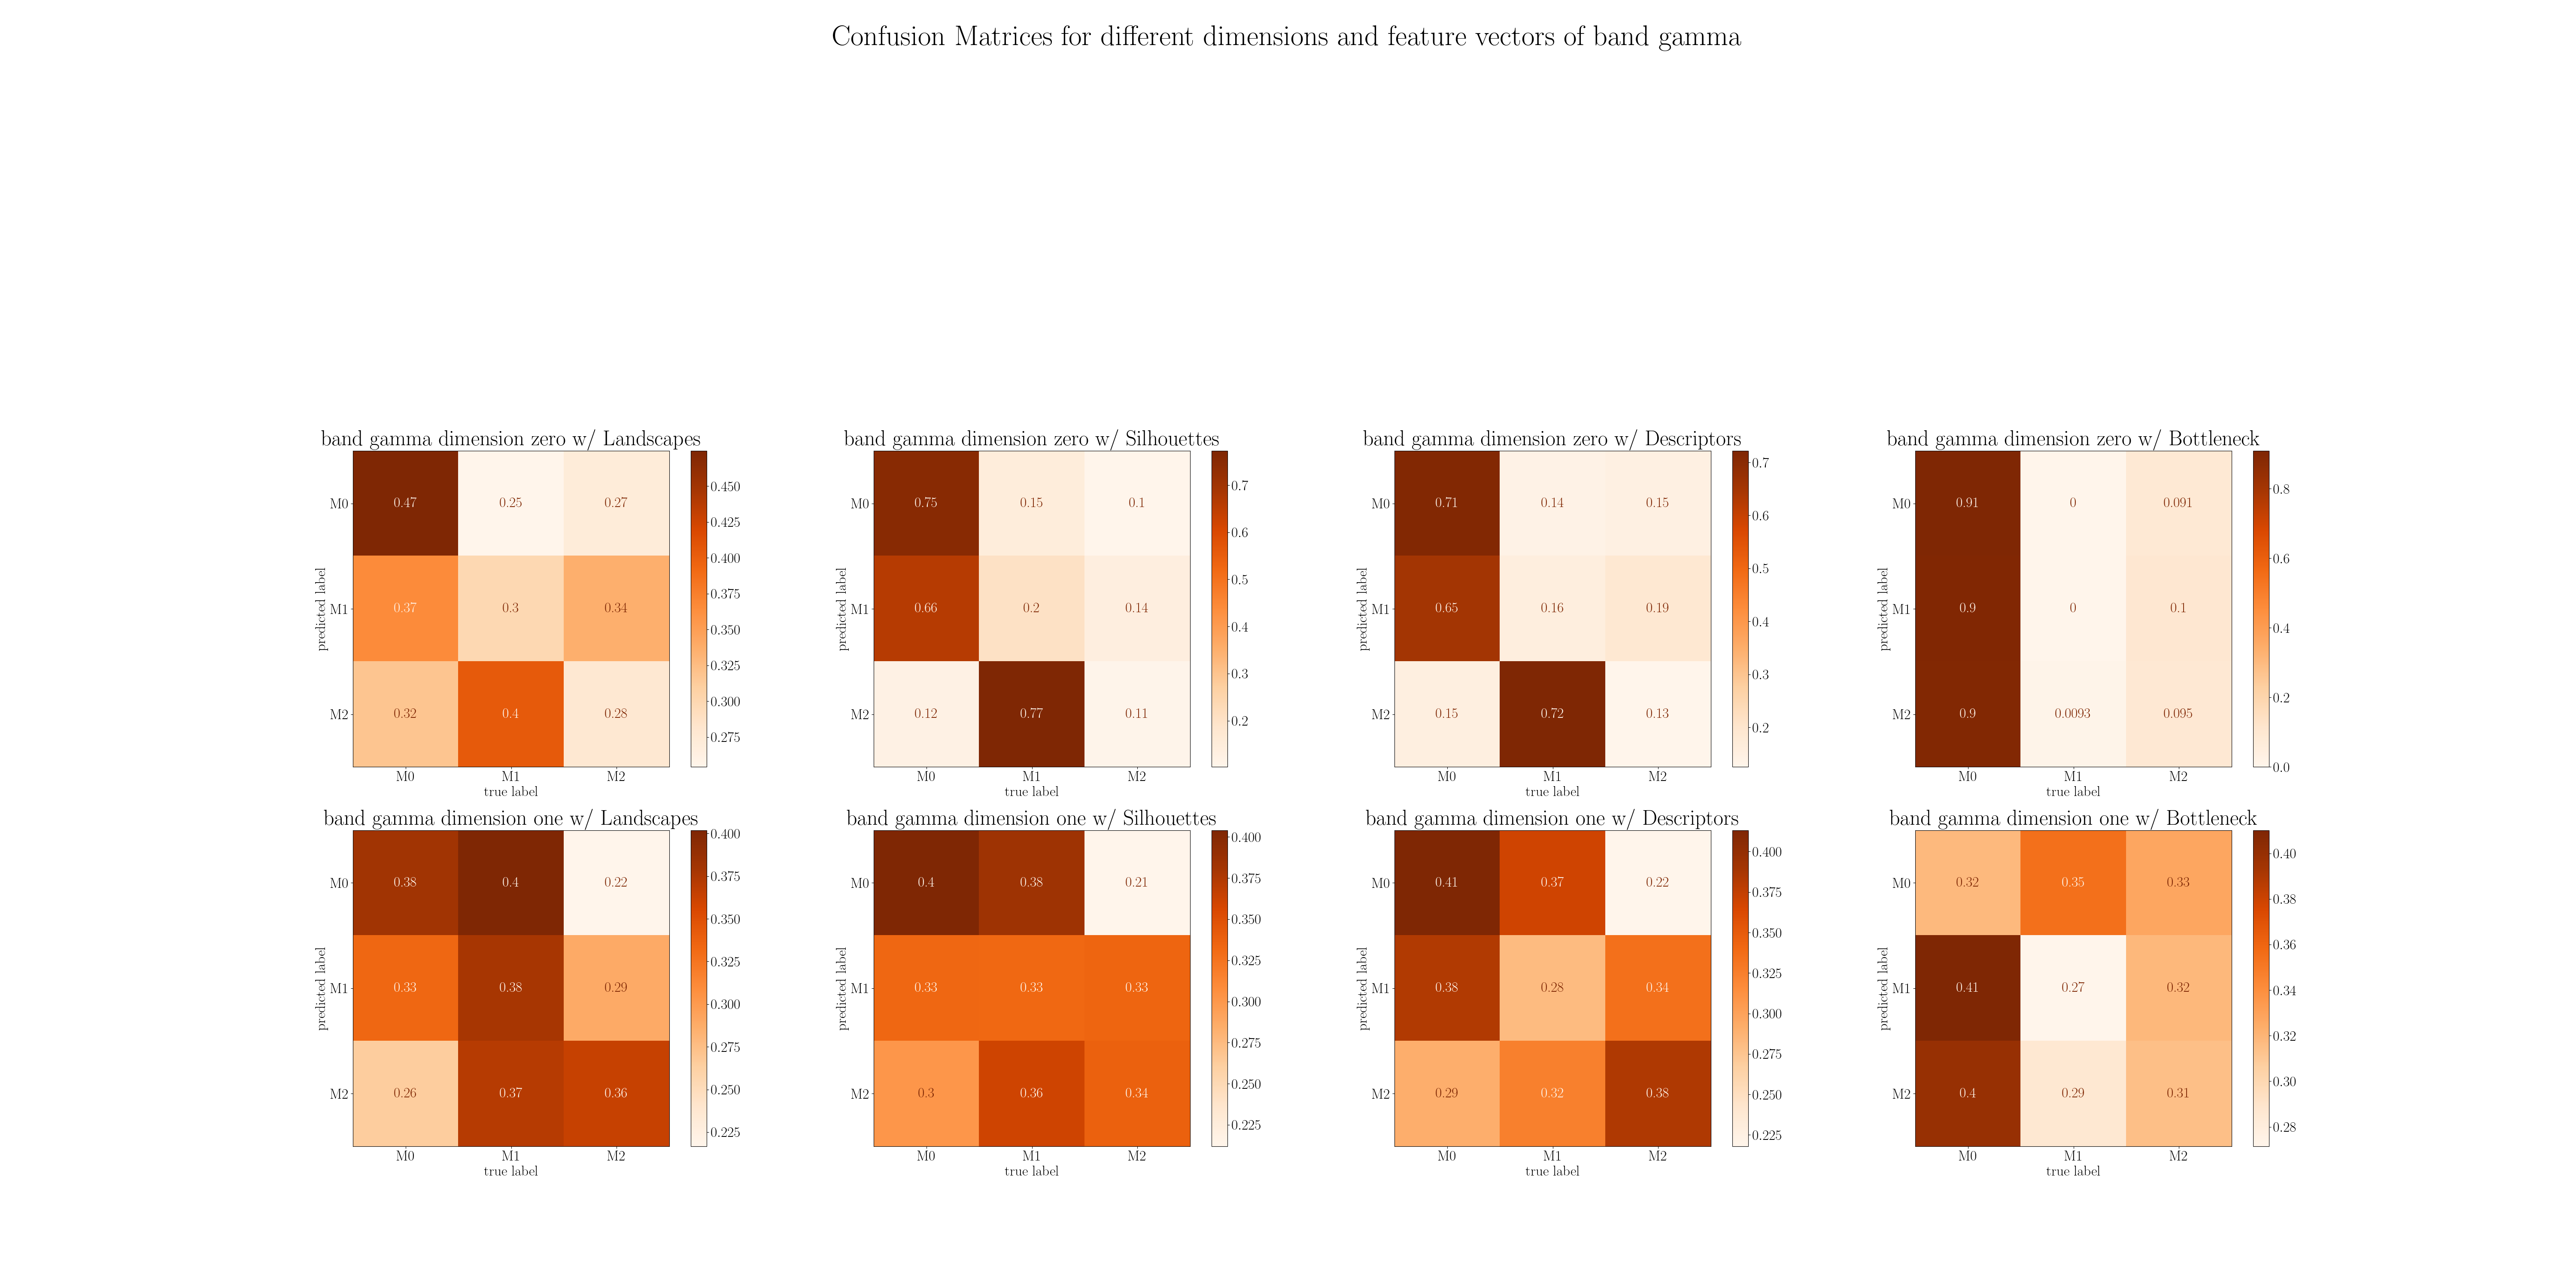 Confusion Matrices for different dimensions and feature vectors of band gamma
band gamma dimension zero w/ Landscapes
M0 0.47 0.25 0.27
M1 0.37 0.3 0.34
M2 0.32 0.4 0.28
M0 M1 M2
true label
predicted label
0.450
0.425
0.400
0.375
0.350
0.325
0.300
0.275
band gamma dimension zero w/ Silhouettes
M0 0.75 0.15 0.1
M1 0.66 0.2 0.14
M2 0.12 0.77 0.11
M0 M1 M2
true label
predicted label
0.7
0.6
0.5
0.4
0.3
0.2
band gamma dimension zero w/ Descriptors
M0 0.71 0.14 0.15
M1 0.65 0.16 0.19
M2 0.15 0.72 0.13
M0 M1 M2
true label
predicted label
0.7
0.6
0.5
0.4
0.3
0.2
band gamma dimension zero w/ Bottleneck
M0 0.91 0 0.091
M1 0.9 0 0.1
M2 0.9 0.0093 0.095
M0 M1 M2
true label
predicted label
0.8
0.6
0.4
0.2
0.0
band gamma dimension one w/ Landscapes
M0 0.38 0.4 0.22
M1 0.33 0.38 0.29
M2 0.26 0.37 0.36
M0 M1 M2
true label
predicted label
0.400
0.375
0.350
0.325
0.300
0.275
0.250
0.225
band gamma dimension one w/ Silhouettes
M0 0.4 0.38 0.21
M1 0.33 0.33 0.33
M2 0.3 0.36 0.34
M0 M1 M2
true label
predicted label
0.400
0.375
0.350
0.325
0.300
0.275
0.250
0.225
band gamma dimension one w/ Descriptors
M0 0.41 0.37 0.22
M1 0.38 0.28 0.34
M2 0.29 0.32 0.38
M0 M1 M2
true label
predicted label
0.400
0.375
0.350
0.325
0.300
0.275
0.250
0.225
band gamma dimension one w/ Bottleneck
M0 0.32 0.35 0.33
M1 0.41 0.27 0.32
M2 0.4 0.29 0.31
M0 M1 M2
true label
predicted label
0.40
0.38
0.36
0.34
0.32
0.30
0.28